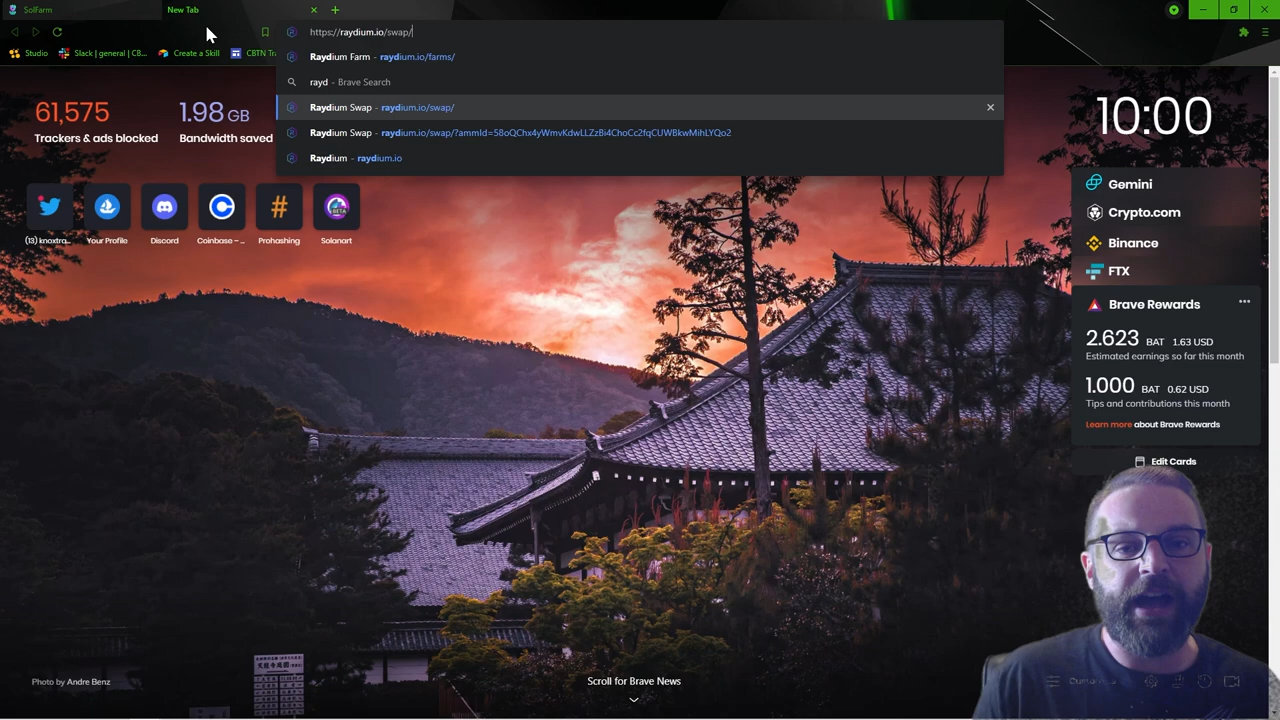 SolFarm
New Tab
https://raydium.io/swap/
Studio
Slack | general | CB...
Create a Skill
CBTN Tr
Raydium Farm - raydium.io/farms/
rayd - Brave Search
Raydium Swap - raydium.io/swap/
Raydium Swap - raydium.io/swap/?ammId=58oQChx4yWmvKdwLLZzBi4ChoCc2fqCUWBkwMihLYQo2
Raydium - raydium.io
61,575
Trackers & ads blocked
1.98 GB
Bandwidth saved
10:00
(13) knoxtra...
Your Profile
Discord
Coinbase – ...
Prohashing
BETA
Solanart
Gemini
Crypto.com
Binance
FTX
Brave Rewards
2.623 BAT 1.63 USD
Estimated earnings so far this month
1.000 BAT 0.62 USD
Tips and contributions this month
Learn more about Brave Rewards
Edit Cards
Photo by Andre Benz
Scroll for Brave News